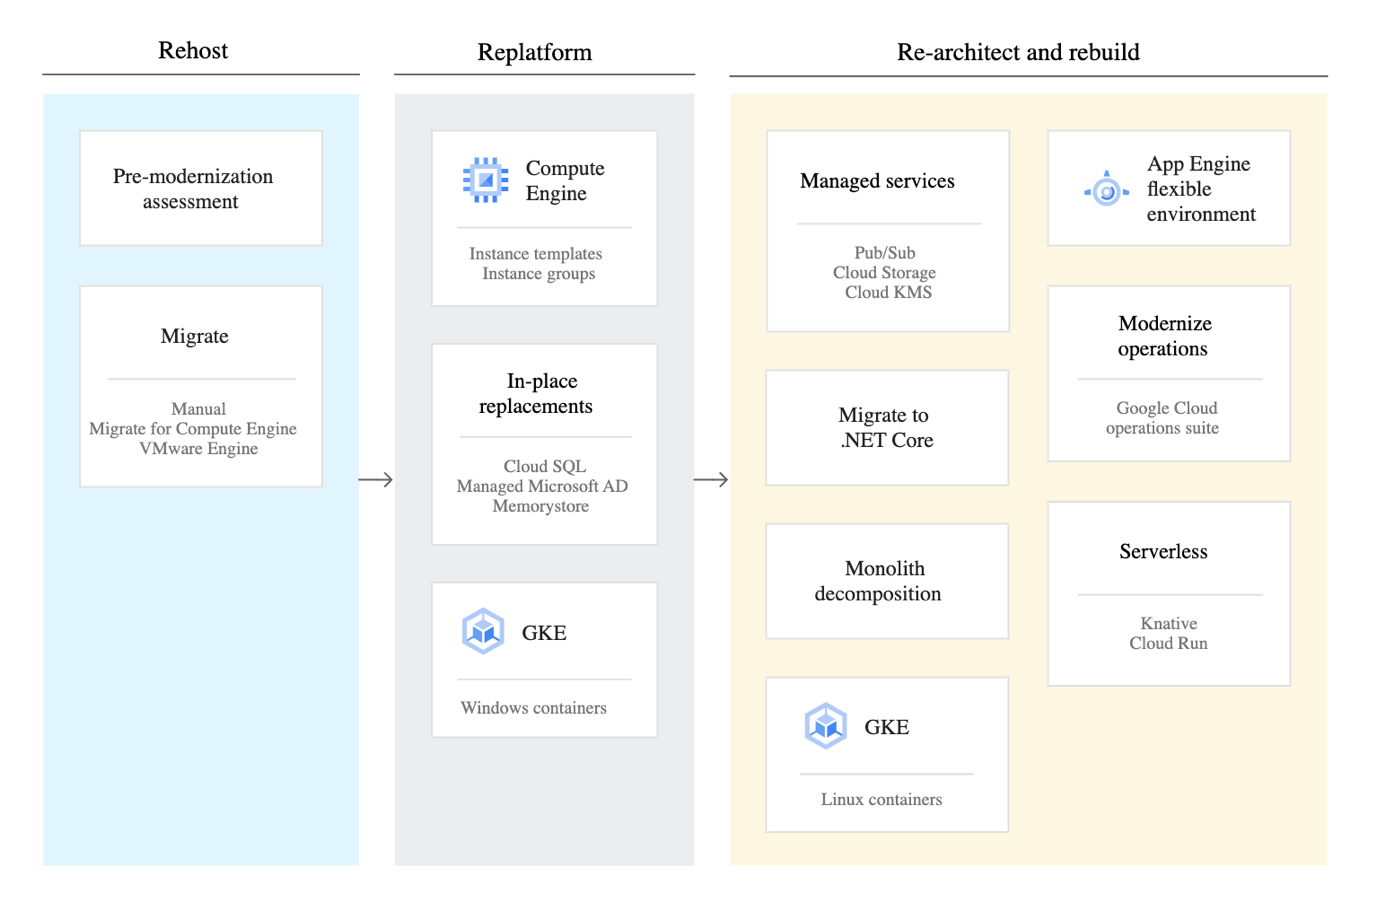 Rehost
Pre-modernization
assessment
Migrate
Manual
Migrate for Compute Engine
VMware Engine
Replatform
Compute
Engine
Instance templates
Instance groups
In-place
replacements
Cloud SQL
Managed Microsoft AD
Memorystore
GKE
Windows containers
Re-architect and rebuild
Managed services
Pub/Sub
Cloud Storage
Cloud KMS
Migrate to
.NET Core
Monolith
decomposition
GKE
Linux containers
App Engine
flexible
environment
Modernize
operations
Google Cloud
operations suite
Serverless
Knative
Cloud Run